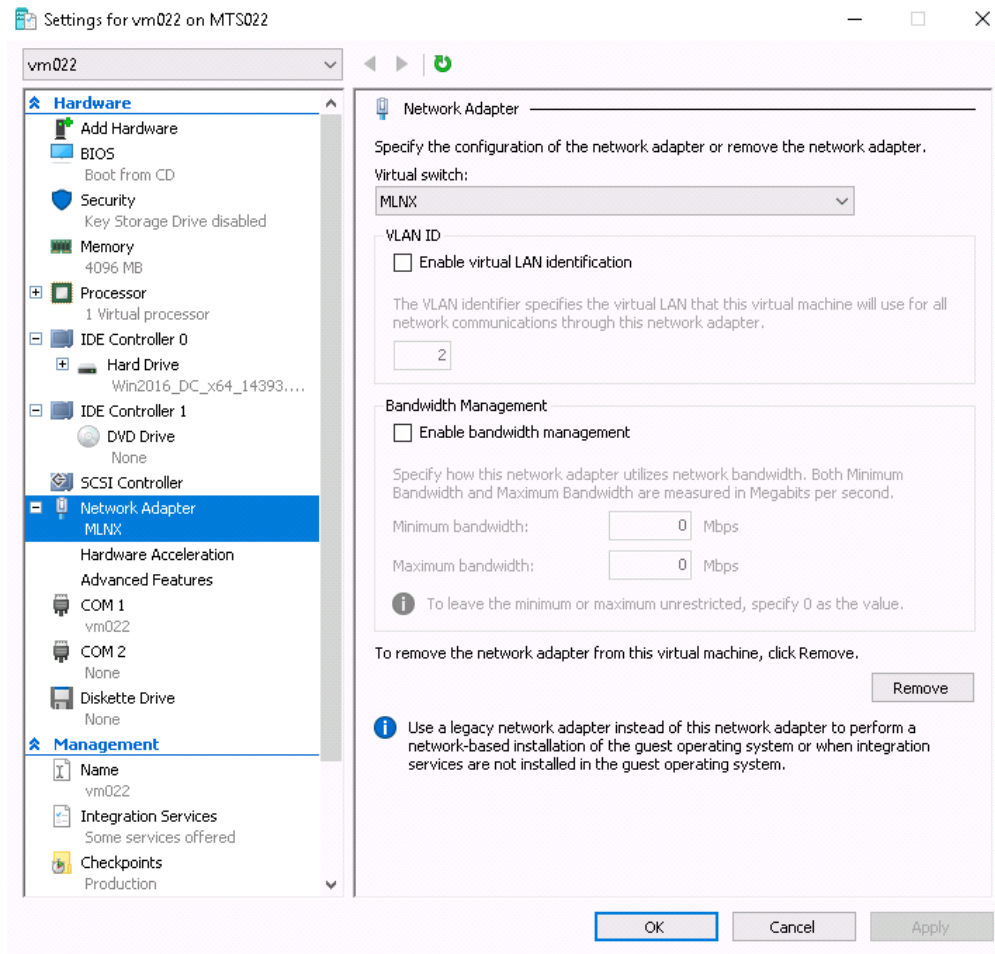 Settings for vm022 on MTS022
vm022
Hardware
Add Hardware
BIOS
Boot from CD
Security
Key Storage Drive disabled
Memory
4096 MB
Processor
1 Virtual processor
IDE Controller 0
Hard Drive
Win2016_DC_x64_14393....
IDE Controller 1
DVD Drive
None
SCSI Controller
Network Adapter
MLNX
Hardware Acceleration
Advanced Features
COM 1
vm022
COM 2
None
Diskette Drive
None
Management
Name
vm022
Integration Services
Some services offered
Checkpoints
Production
Network Adapter
Specify the configuration of the network adapter or remove the network adapter.
Virtual switch:
MLNX
VLAN ID
Enable virtual LAN identification
The VLAN identifier specifies the virtual LAN that this virtual machine will use for all
network communications through this network adapter.
2
Bandwidth Management
Enable bandwidth management
Specify how this network adapter utilizes network bandwidth. Both Minimum
Bandwidth and Maximum Bandwidth are measured in Megabits per second.
Minimum bandwidth: 0 Mbps
Maximum bandwidth: 0 Mbps
To leave the minimum or maximum unrestricted, specify 0 as the value.
To remove the network adapter from this virtual machine, click Remove.
Remove
Use a legacy network adapter instead of this network adapter to perform a
network-based installation of the guest operating system or when integration
services are not installed in the guest operating system.
OK Cancel Apply